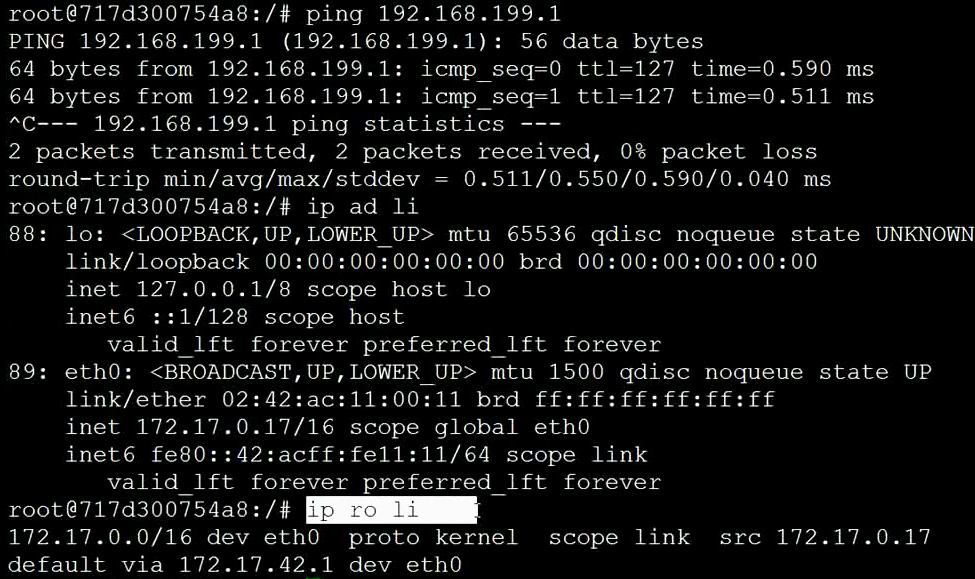 root@717d300754a8:/# ping 192.168.199.1
PING 192.168.199.1 (192.168.199.1): 56 data bytes
64 bytes from 192.168.199.1: icmp_seq=0 ttl=127 time=0.590 ms
64 bytes from 192.168.199.1: icmp_seq=1 ttl=127 time=0.511 ms
^C--- 192.168.199.1 ping statistics ---
2 packets transmitted, 2 packets received, 0% packet loss
round-trip min/avg/max/stddev = 0.511/0.550/0.590/0.040 ms
root@717d300754a8:/# ip ad li
88: lo: <LOOPBACK,UP,LOWER_UP> mtu 65536 qdisc noqueue state UNKNOWN
    link/loopback 00:00:00:00:00:00 brd 00:00:00:00:00:00
    inet 127.0.0.1/8 scope host lo
    inet6 ::1/128 scope host
       valid_lft forever preferred_lft forever
89: eth0: <BROADCAST,UP,LOWER_UP> mtu 1500 qdisc noqueue state UP
    link/ether 02:42:ac:11:00:11 brd ff:ff:ff:ff:ff:ff
    inet 172.17.0.17/16 scope global eth0
    inet6 fe80::42:acff:fe11:11/64 scope link
       valid_lft forever preferred_lft forever
root@717d300754a8:/# ip ro li
172.17.0.0/16 dev eth0  proto kernel  scope link  src 172.17.0.17
default via 172.17.42.1 dev eth0